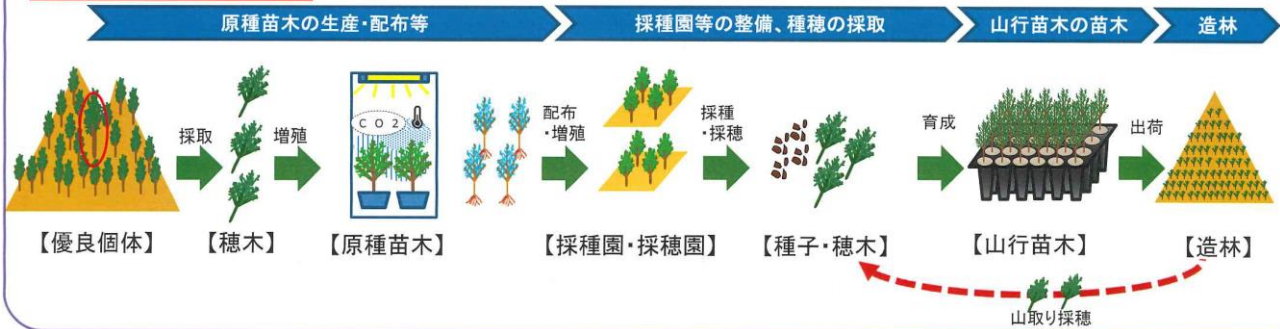 原種苗木の生産・配布等
採種園等の整備、種穂の採取
山行苗木の苗木
造林
採取
増殖
CO2
配布
・増殖
採種
・採穂
育成
出荷
【優良個体】
【穂木】
【原種苗木】
【採種園・採穂園】
【種子・穂木】
【山行苗木】
【造林】
山取り採穂